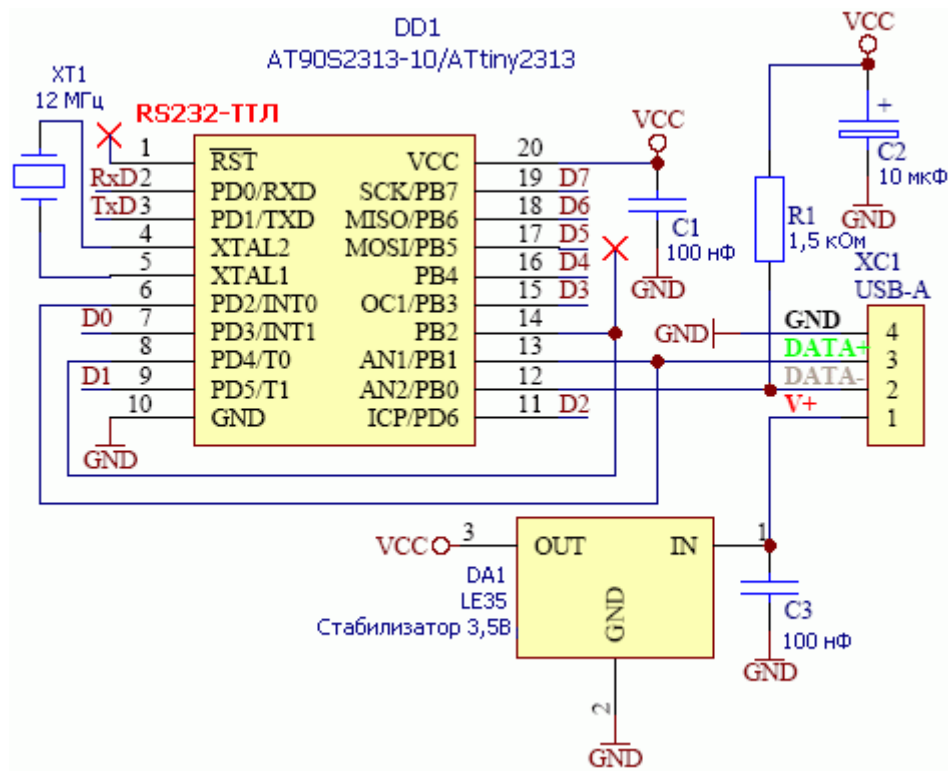 DD1
AT90S2313-10/ATtiny2313
XT1
12 МГц
RS232-ТТЛ
VCC
+
C2
10 мкФ
GND
1 RST VCC 20 VCC
RxD 2 PD0/RXD SCK/PB7 19 D7
TxD 3 PD1/TXD MISO/PB6 18 D6
4 XTAL2 MOSI/PB5 17 D5
5 XTAL1 PB4 16 D4
6 PD2/INT0 OC1/PB3 15 D3
D0 7 PD3/INT1 PB2 14
8 PD4/T0 AN1/PB1 13
D1 9 PD5/T1 AN2/PB0 12
10 GND ICP/PD6 11 D2
GND
C1
100 нФ
GND
R1
1,5 кОм
XC1
USB-A
GND GND 4
DATA+ 3
DATA- 2
V+ 1
VCC 3 OUT IN 1
GND
2
GND
DA1
LE35
Стабилизатор 3,5В
C3
100 нФ
GND